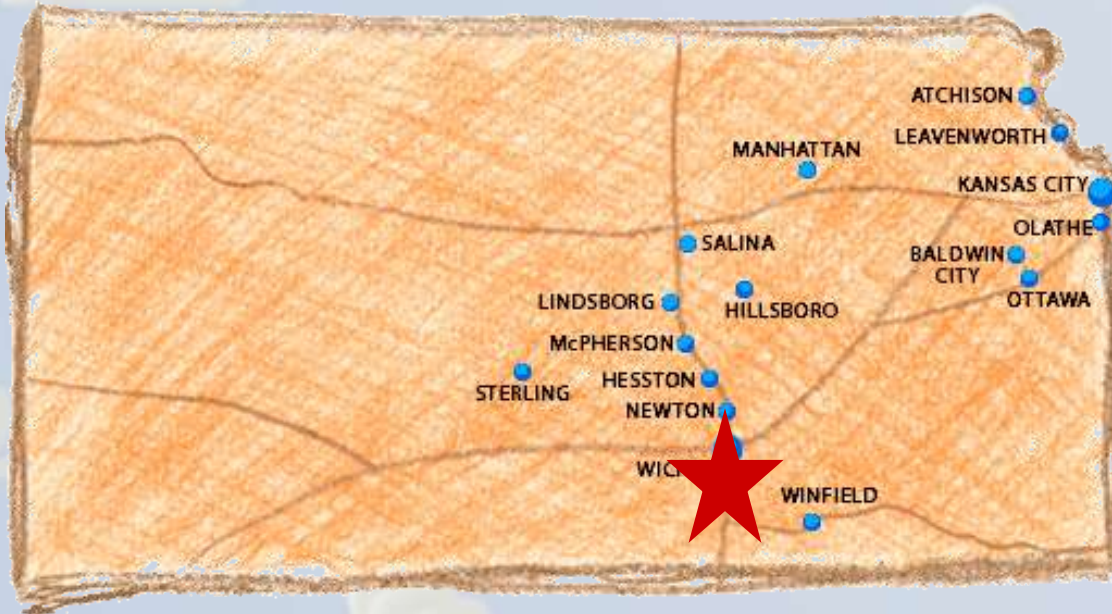 ATCHISON
LEAVENWORTH
MANHATTAN
KANSAS CITY
OLATHE
SALINA
BALDWIN
CITY
OTTAWA
LINDSBORG
HILLSBORO
McPHERSON
HESSTON
STERLING
NEWTON
WINFIELD